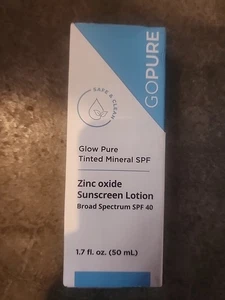 GOPURE
SAFE & CLEAN
Glow Pure
Tinted Mineral SPF
Zinc oxide
Sunscreen Lotion
Broad Spectrum SPF 40
1.7 fl. oz. (50 mL)